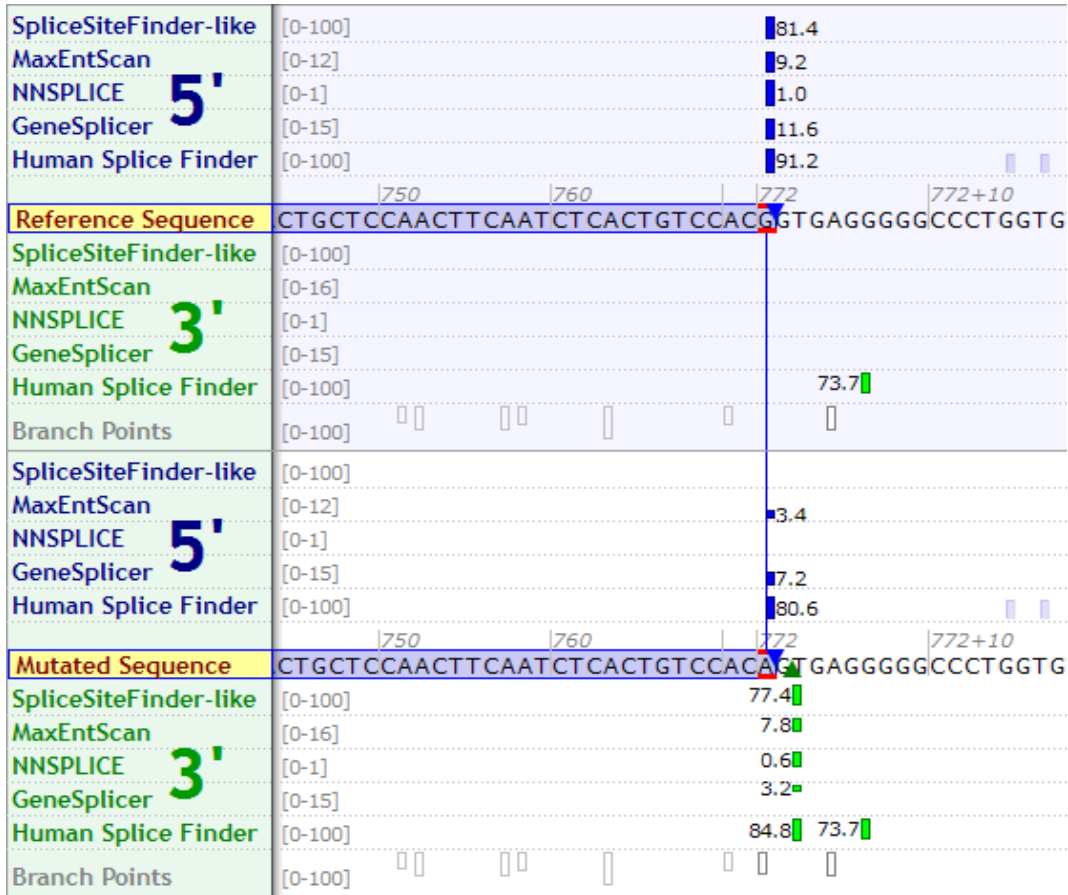 SpliceSiteFinder-like [0-100] 81.4
MaxEntScan [0-12] 9.2
NNSPLICE 5' [0-1] 1.0
GeneSplicer [0-15] 11.6
Human Splice Finder [0-100] 91.2
750 760 772 772+10
Reference Sequence CTGCTCCAACTTCAATCTCACTGTCCACGGTGAGGGGGCCCTGGTG
SpliceSiteFinder-like [0-100]
MaxEntScan [0-16]
NNSPLICE 3' [0-1]
GeneSplicer [0-15]
Human Splice Finder [0-100] 73.7
Branch Points [0-100]
SpliceSiteFinder-like [0-100]
MaxEntScan [0-12] 3.4
NNSPLICE 5' [0-1]
GeneSplicer [0-15] 7.2
Human Splice Finder [0-100] 80.6
750 760 772 772+10
Mutated Sequence CTGCTCCAACTTCAATCTCACTGTCCACAGTGAGGGGGCCCTGGTG
SpliceSiteFinder-like [0-100] 77.4
MaxEntScan [0-16] 7.8
NNSPLICE 3' [0-1] 0.6
GeneSplicer [0-15] 3.2
Human Splice Finder [0-100] 84.8 73.7
Branch Points [0-100]